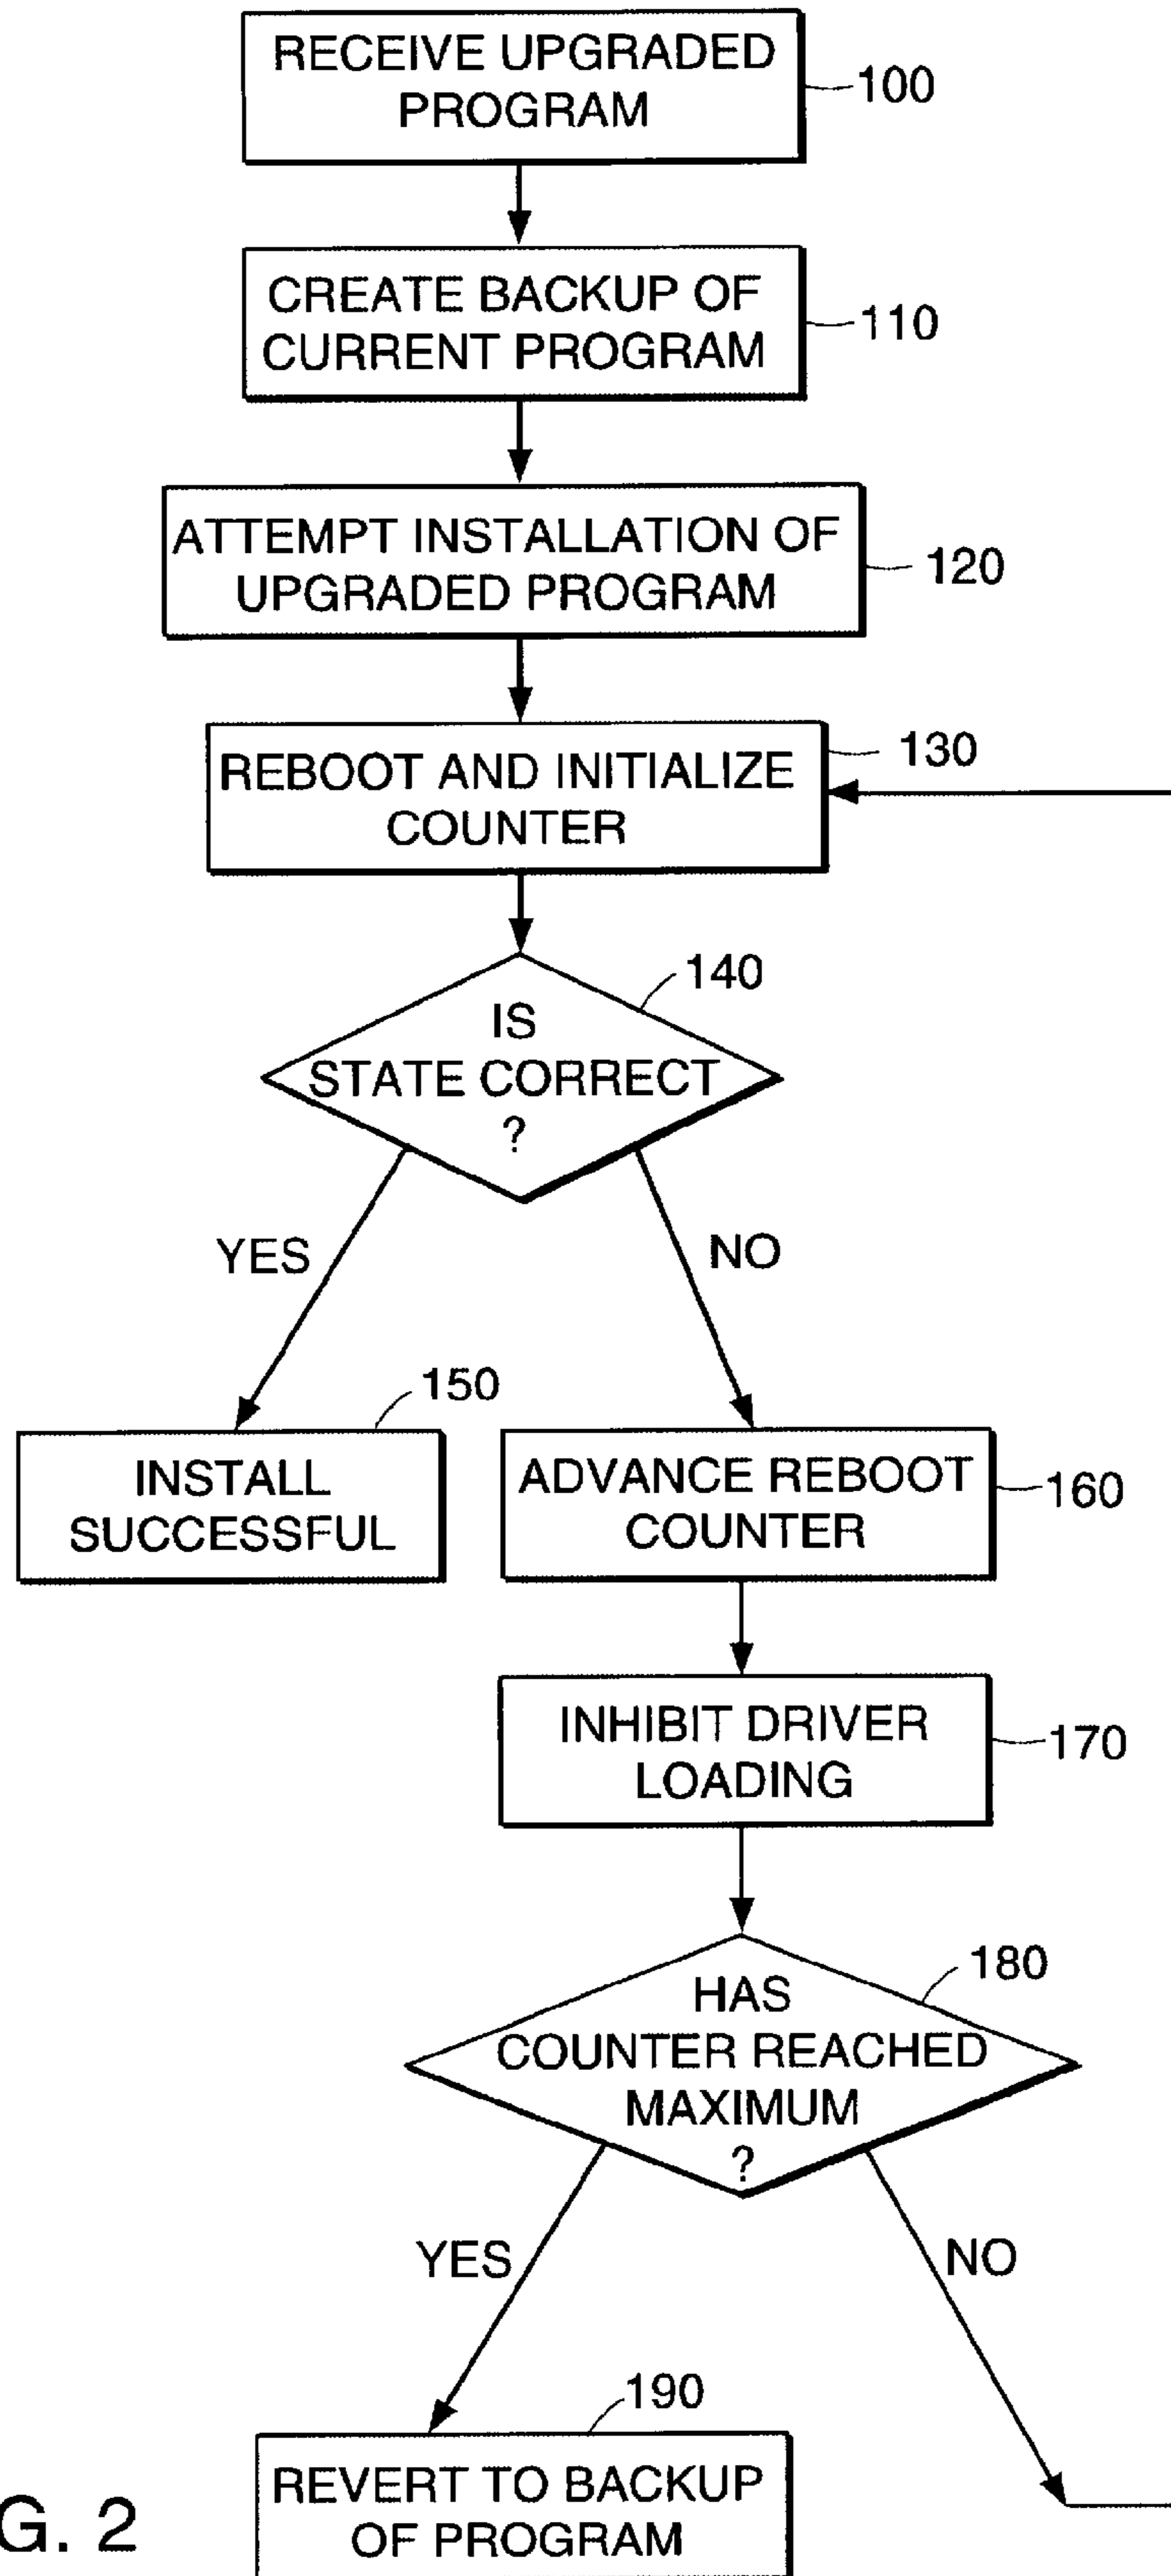 RECEIVE UPGRADED
PROGRAM
100
CREATE BACKUP OF
CURRENT PROGRAM
110
ATTEMPT INSTALLATION OF
UPGRADED PROGRAM
120
REBOOT AND INITIALIZE
COUNTER
130
140
IS
STATE CORRECT
?
YES
NO
150
INSTALL
SUCCESSFUL
ADVANCE REBOOT
COUNTER
160
INHIBIT DRIVER
LOADING
170
180
HAS
COUNTER REACHED
MAXIMUM
?
YES
NO
190
REVERT TO BACKUP
OF PROGRAM
G. 2